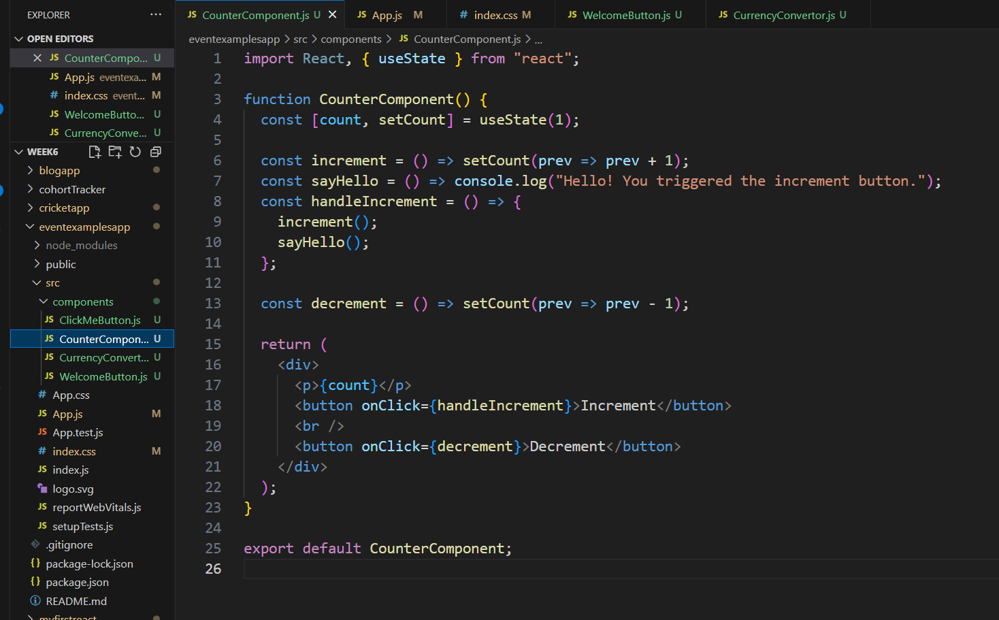 EXPLORER ...
OPEN EDITORS
JS CounterCompo... U
JS App.js eventexa... M
# index.css event... M
JS WelcomeButto... U
JS CurrencyConve... U
WEEK6
blogapp
cohortTracker
cricketapp
eventexamplesapp
node_modules
public
src
components
JS ClickMeButton.js U
JS CounterCompon... U
JS CurrencyConvert... U
JS WelcomeButton.js U
# App.css
JS App.js M
JS App.test.js
# index.css M
JS index.js
logo.svg
JS reportWebVitals.js
JS setupTests.js
.gitignore
{} package-lock.json
{} package.json
README.md
myfirstreact
JS CounterComponent.js U
JS App.js M
# index.css M
JS WelcomeButton.js U
JS CurrencyConvertor.js U
eventexamplesapp > src > components > JS CounterComponent.js > ...
1 import React, { useState } from "react";
2
3 function CounterComponent() {
4 const [count, setCount] = useState(1);
5
6 const increment = () => setCount(prev => prev + 1);
7 const sayHello = () => console.log("Hello! You triggered the increment button.");
8 const handleIncrement = () => {
9 increment();
10 sayHello();
11 };
12
13 const decrement = () => setCount(prev => prev - 1);
14
15 return (
16 <div>
17 <p>{count}</p>
18 <button onClick={handleIncrement}>Increment</button>
19 <br />
20 <button onClick={decrement}>Decrement</button>
21 </div>
22 );
23 }
24
25 export default CounterComponent;
26